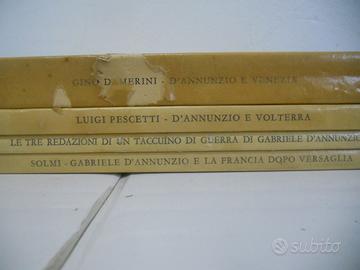 GINO DAMERINI - D'ANNUNZIO E VENEZIA
LUIGI PESCETTI - D'ANNUNZIO E VOLTERRA
LE TRE REDAZIONI DI UN TACCUINO DI GUERRA DI GABRIELE D'ANNUNZIO
SOLMI - GABRIELE D'ANNUNZIO E LA FRANCIA DOPO VERSAGLIA
subito